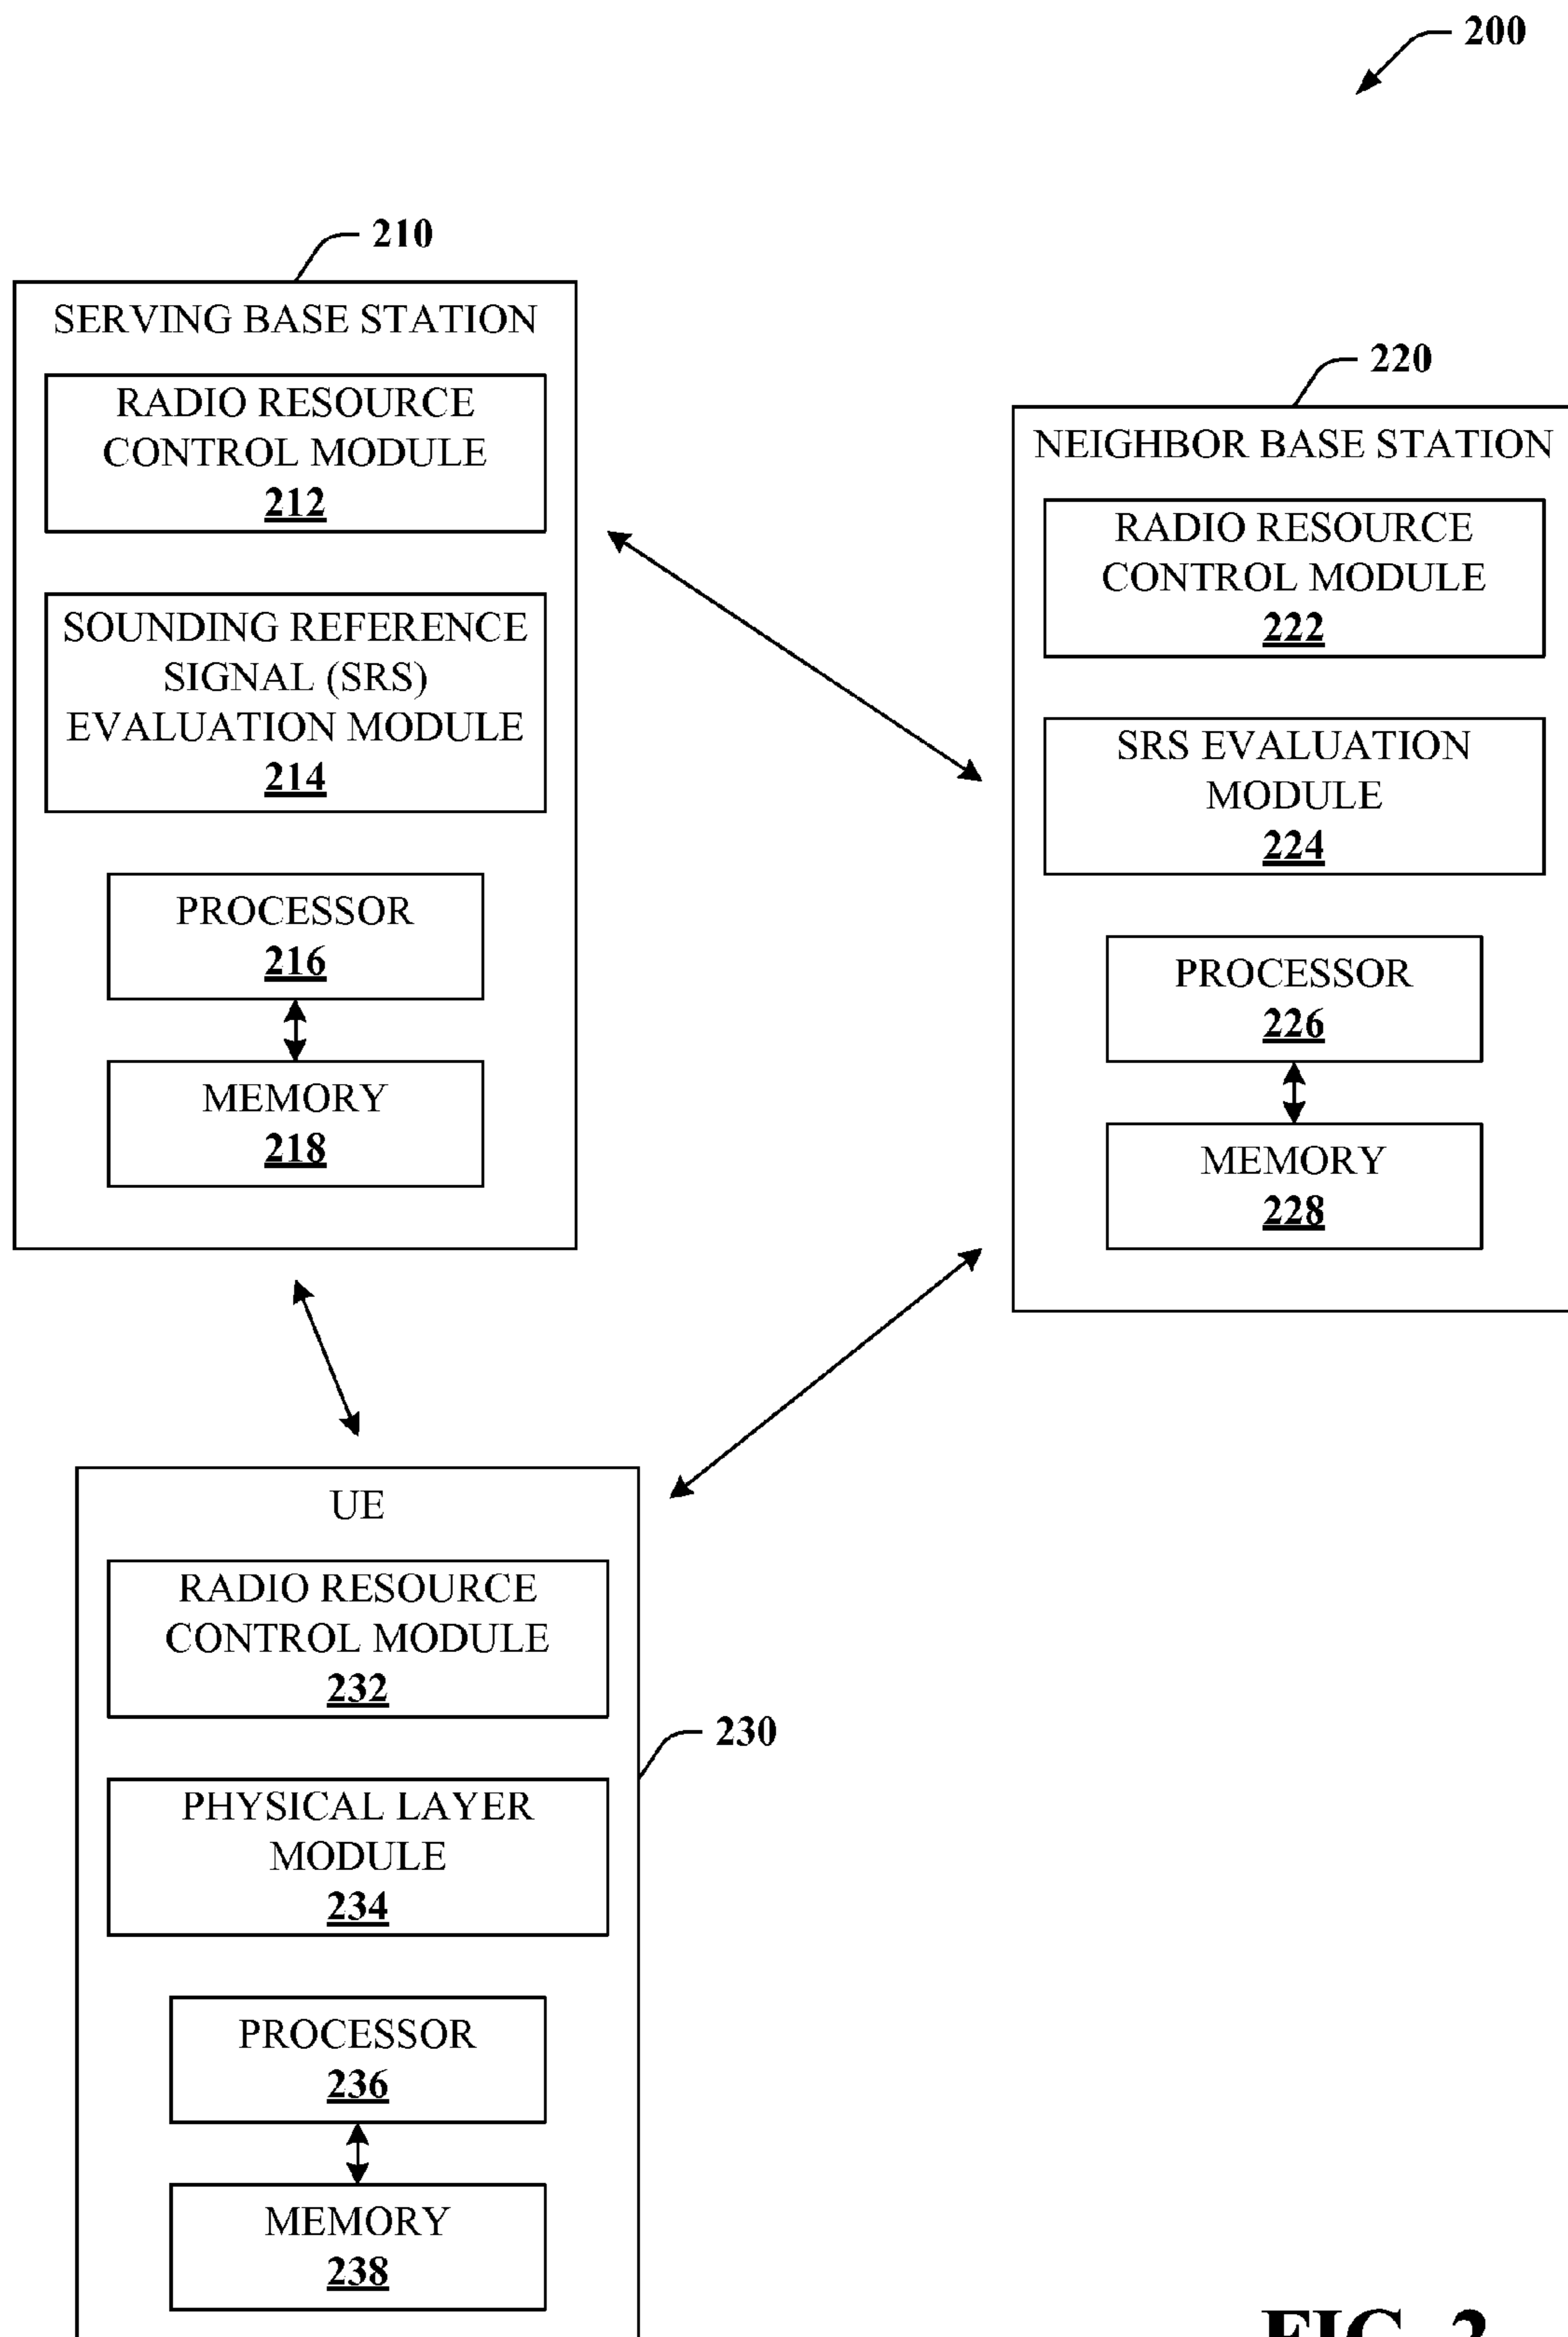 200
210
SERVING BASE STATION
RADIO RESOURCE
CONTROL MODULE
212
SOUNDING REFERENCE
SIGNAL (SRS)
EVALUATION MODULE
214
PROCESSOR
216
MEMORY
218
220
NEIGHBOR BASE STATION
RADIO RESOURCE
CONTROL MODULE
222
SRS EVALUATION
MODULE
224
PROCESSOR
226
MEMORY
228
UE
RADIO RESOURCE
CONTROL MODULE
232
230
PHYSICAL LAYER
MODULE
234
PROCESSOR
236
MEMORY
238
FIG. 2